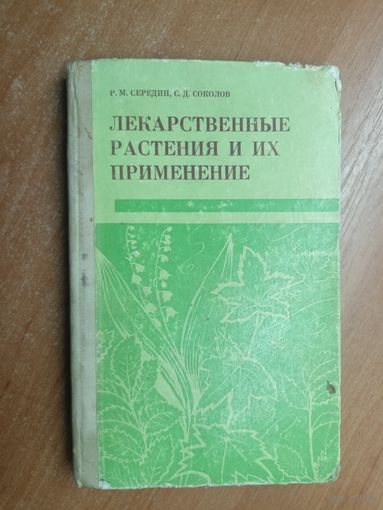 Р. М. СЕРЕДИН, С. Д. СОКОЛОВ
ЛЕКАРСТВЕННЫЕ
РАСТЕНИЯ И ИХ
ПРИМЕНЕНИЕ